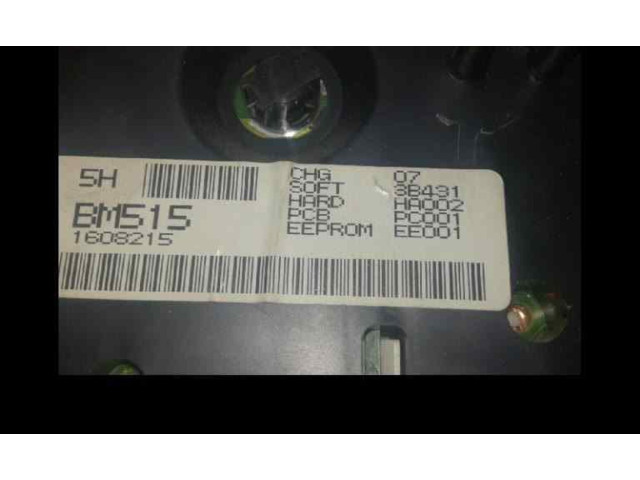 5H
BM515
1608215
CHG 07
SOFT 3B431
HARD HA002
PCB PC001
EEPROM EE001